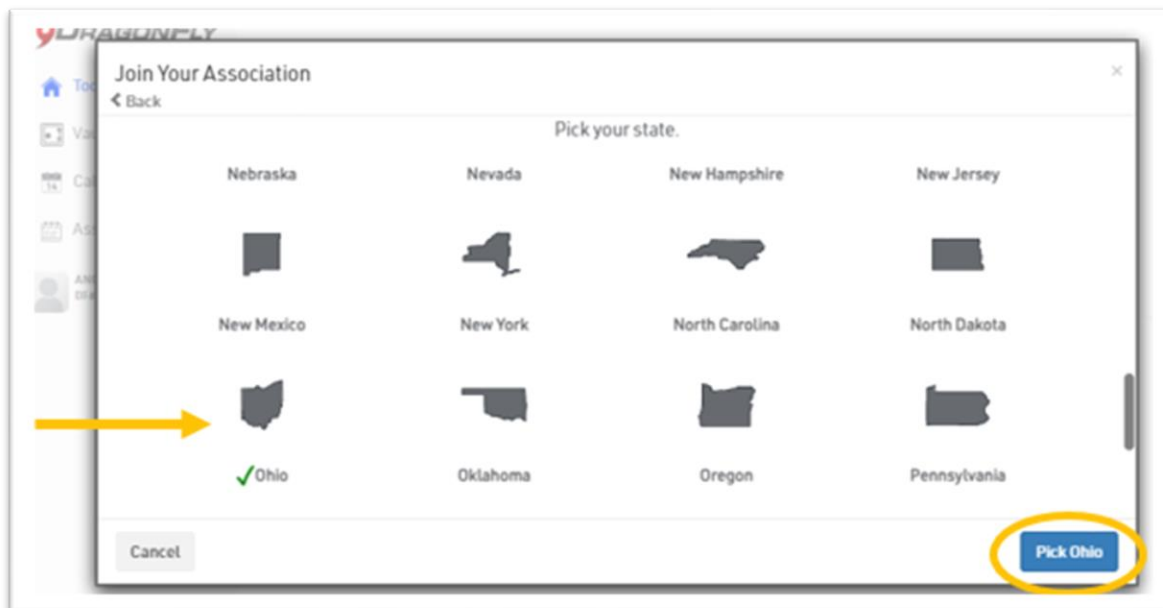 DRAGONFLY
Join Your Association
Back
Pick your state.
Nebraska Nevada New Hampshire New Jersey
New Mexico New York North Carolina North Dakota
Ohio Oklahoma Oregon Pennsylvania
Cancel Pick Ohio